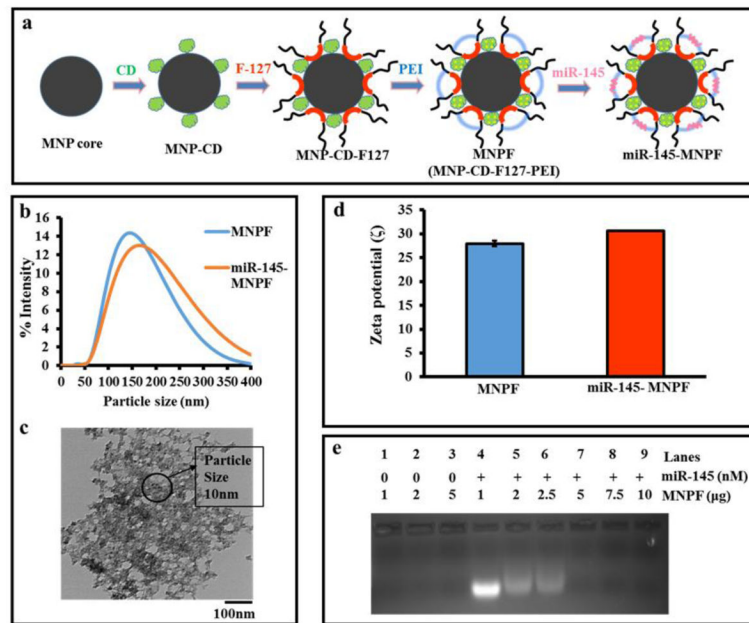 a
CD
F-127
PEI
miR-145
MNP core
MNP-CD
MNP-CD-F127
MNPF
(MNP-CD-F127-PEI)
miR-145-MNPF
b
% Intensity
16
14
12
10
8
6
4
2
0
MNPF
miR-145-
MNPF
0 50 100 150 200 250 300 350 400
Particle size (nm)
c
Particle
Size
10nm
100nm
d
Zeta potential (ζ)
35
30
25
20
15
10
5
0
MNPF miR-145- MNPF
e
1 2 3 4 5 6 7 8 9 Lanes
0 0 0 + + + + + + miR-145 (nM)
1 2 5 1 2 2.5 5 7.5 10 MNPF (µg)